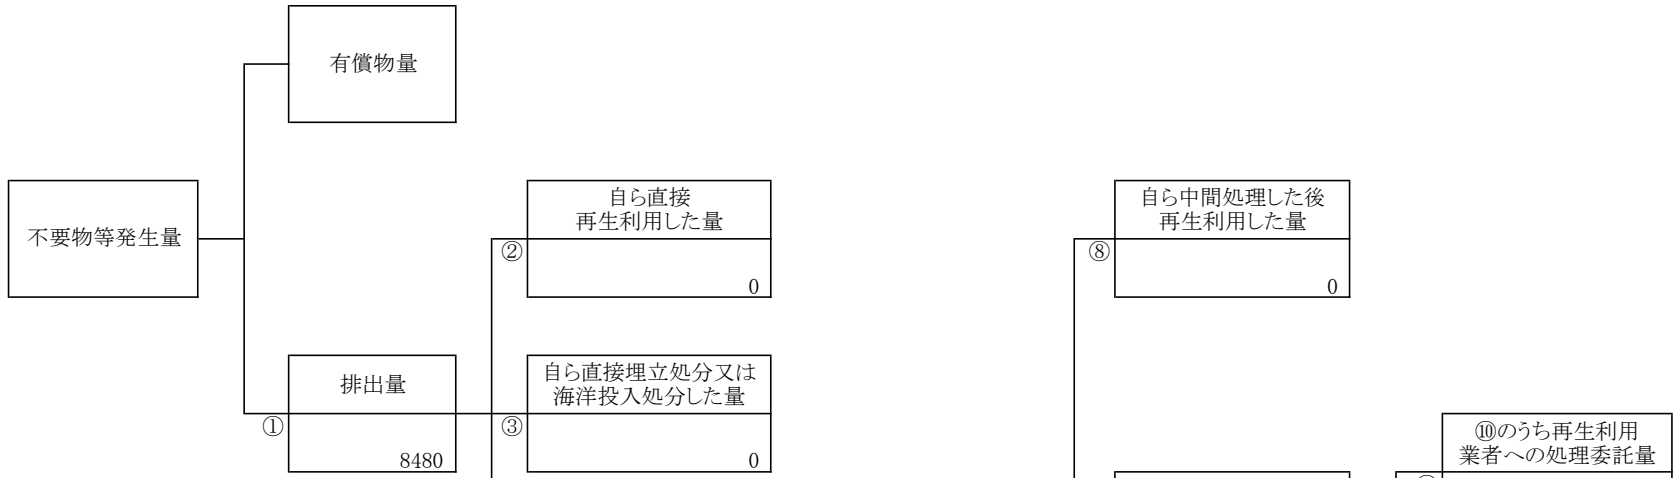 有償物量
不要物等発生量
自ら直接
再生利用した量
②
0
自ら中間処理した後
再生利用した量
⑧
0
排出量
①
8480
自ら直接埋立処分又は
海洋投入処分した量
③
0
⑩のうち再生利用
業者への処理委託量